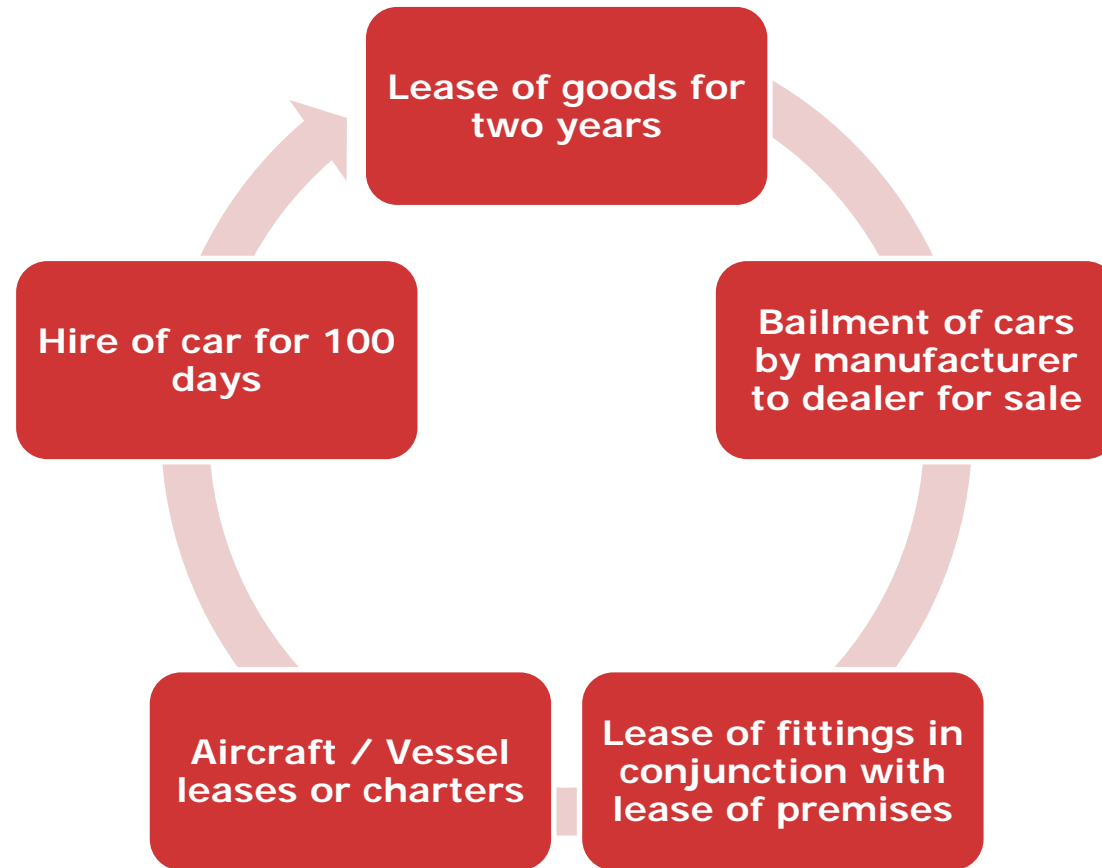 Lease of goods for
two years
Bailment of cars
by manufacturer
to dealer for sale
Lease of fittings in
conjunction with
lease of premises
Aircraft / Vessel
leases or charters
Hire of car for 100
days